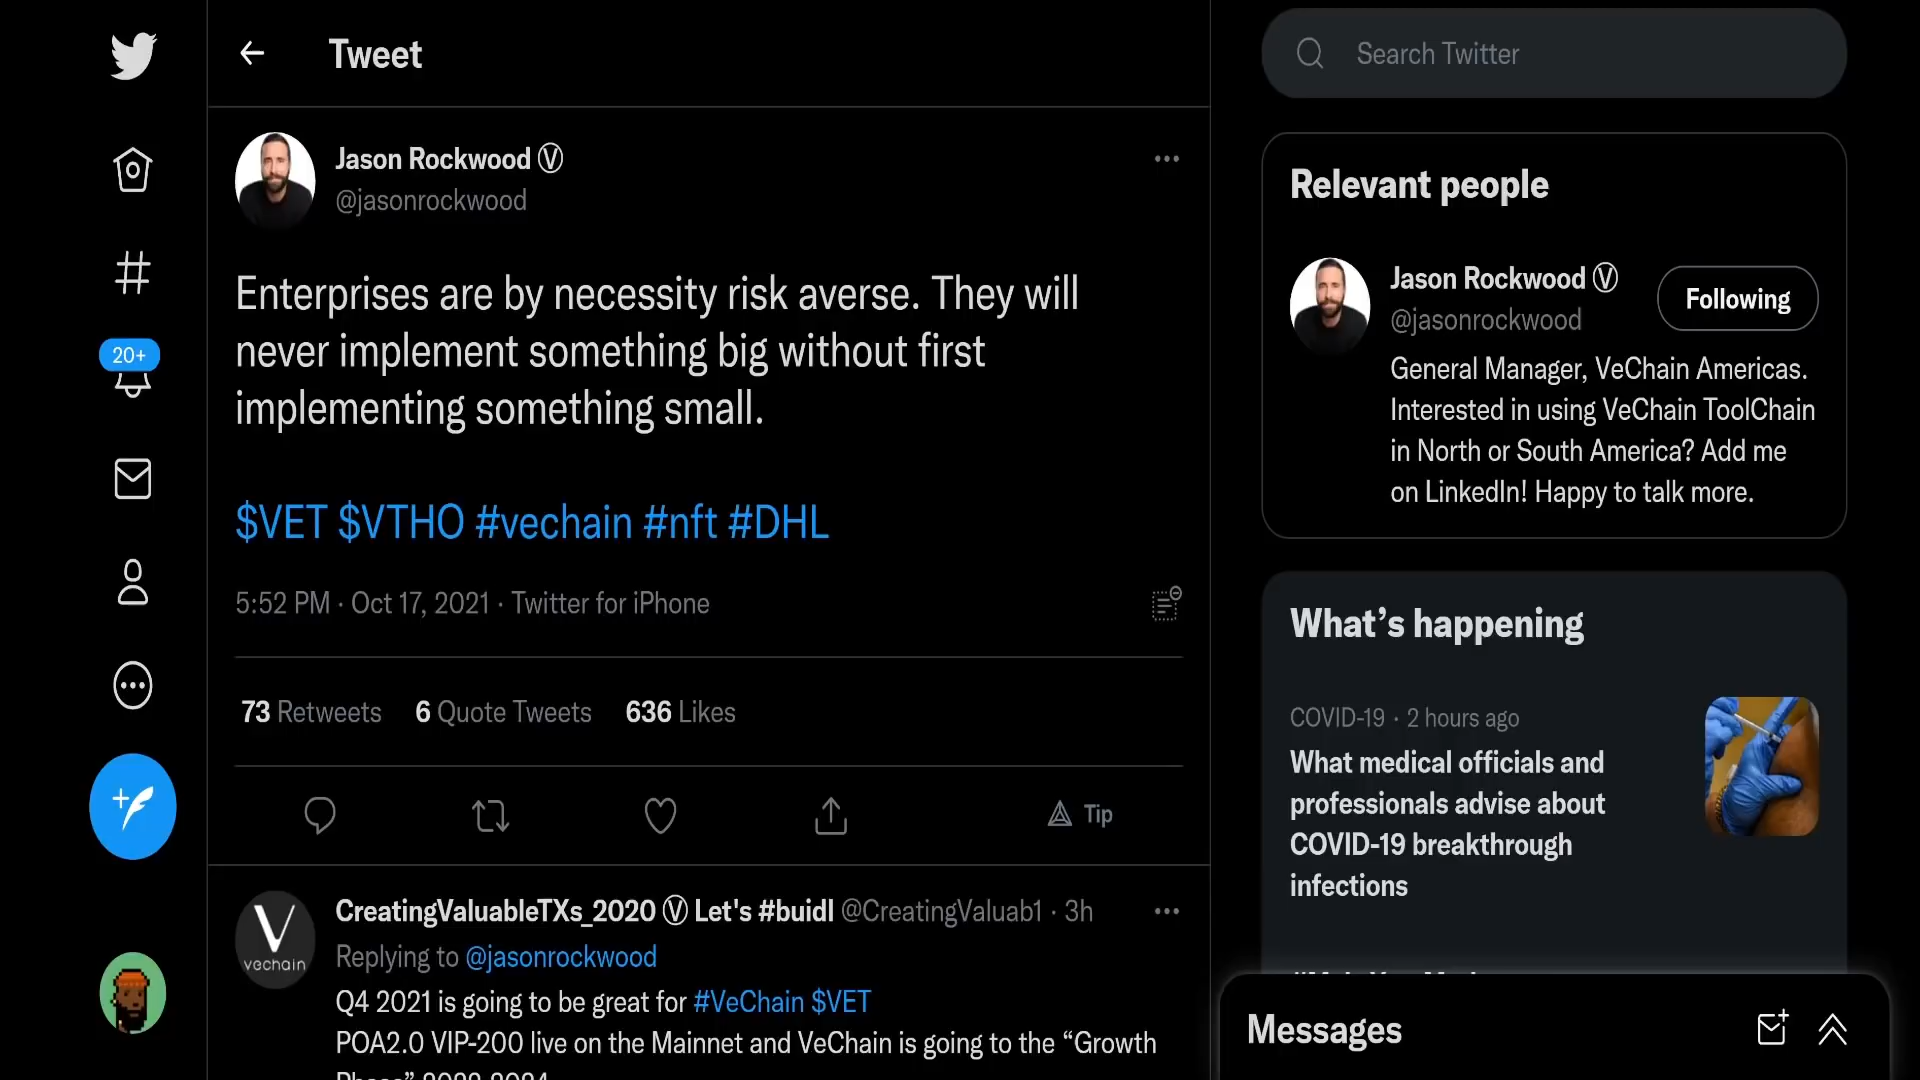 Tweet
Search Twitter
Jason Rockwood Ⓥ
@jasonrockwood
Enterprises are by necessity risk averse. They will
never implement something big without first
implementing something small.
$VET $VTHO #vechain #nft #DHL
5:52 PM · Oct 17, 2021 · Twitter for iPhone
73 Retweets 6 Quote Tweets 636 Likes
Tip
CreatingValuableTXs_2020 Ⓥ Let's #buidl @CreatingValuab1 · 3h
Replying to @jasonrockwood
Q4 2021 is going to be great for #VeChain $VET
POA2.0 VIP-200 live on the Mainnet and VeChain is going to the “Growth
vechain
20+
Relevant people
Jason Rockwood Ⓥ
@jasonrockwood
Following
General Manager, VeChain Americas.
Interested in using VeChain ToolChain
in North or South America? Add me
on LinkedIn! Happy to talk more.
What’s happening
COVID-19 · 2 hours ago
What medical officials and
professionals advise about
COVID-19 breakthrough
infections
Messages